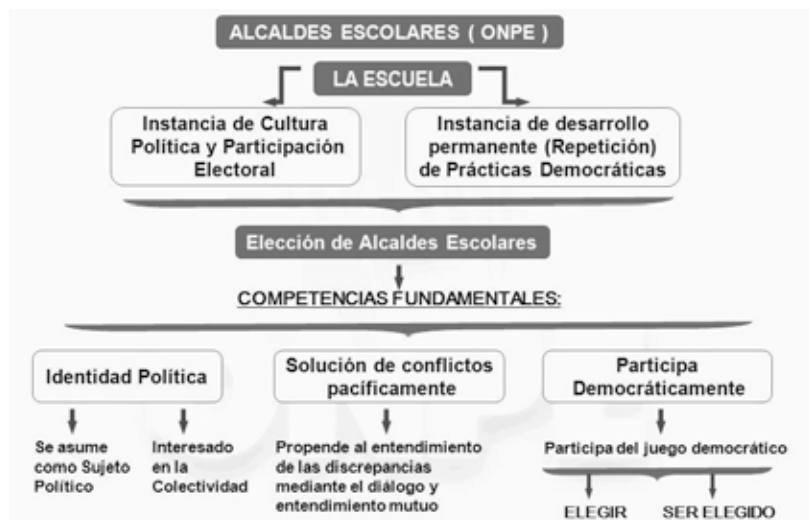 ALCALDES ESCOLARES ( ONPE )
LA ESCUELA
Instancia de Cultura
Política y Participación
Electoral
Instancia de desarrollo
permanente (Repetición)
de Prácticas Democráticas
Elección de Alcaldes Escolares
COMPETENCIAS FUNDAMENTALES:
Identidad Política
Solución de conflictos
pacíficamente
Participa
Democráticamente
Se asume
como Sujeto
Político
Interesado
en la
Colectividad
Propende al entendimiento
de las discrepancias
mediante el diálogo y
entendimiento mutuo
Participa del juego democrático
ELEGIR
SER ELEGIDO